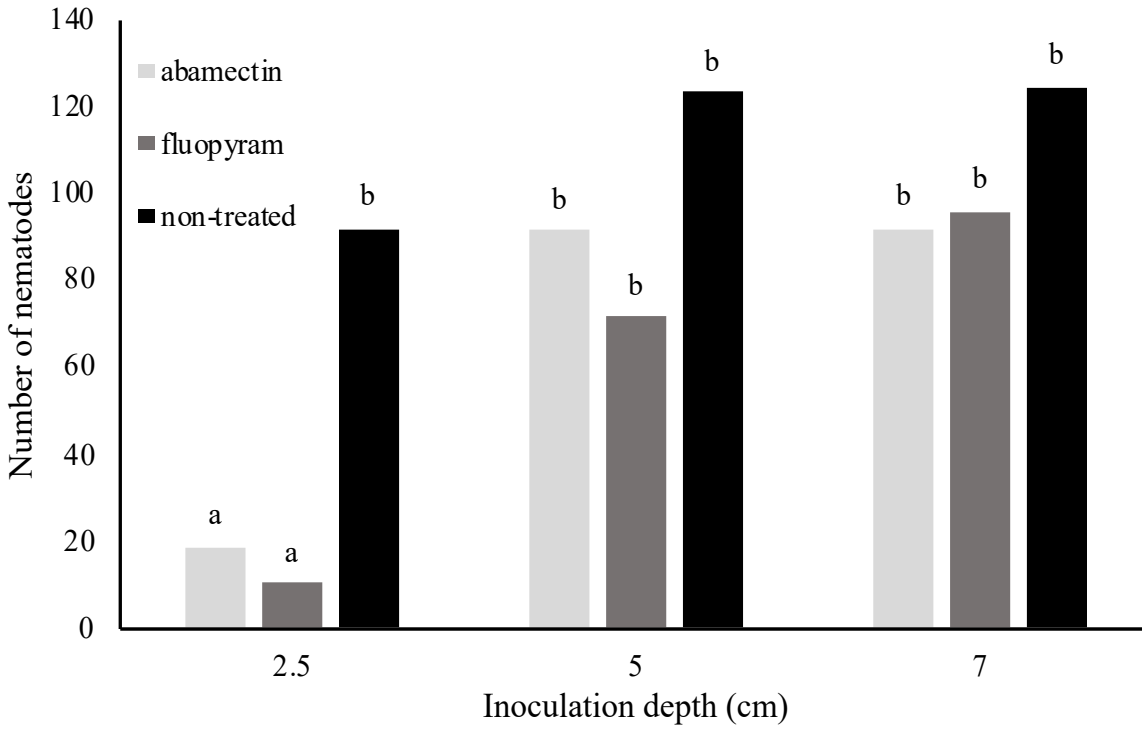 140
120
100
80
60
40
20
0
Number of nematodes
abamectin
fluopyram
non-treated
a
a
b
b
b
b
b
b
b
2.5
5
7
Inoculation depth (cm)